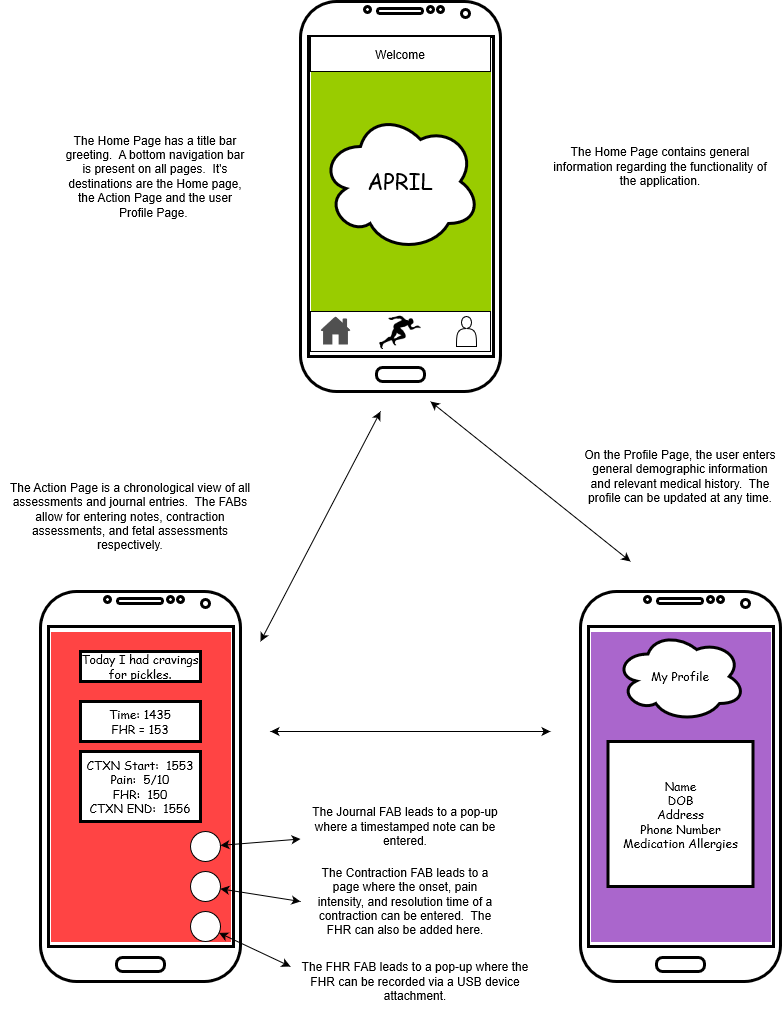 Welcome
APRIL
The Home Page has a title bar
greeting.  A bottom navigation bar
is present on all pages.  It's
destinations are the Home page,
the Action Page and the user
Profile Page.
The Home Page contains general
information regarding the functionality of
the application.
On the Profile Page, the user enters
general demographic information
and relevant medical history.  The
profile can be updated at any time.
The Action Page is a chronological view of all
assessments and journal entries.  The FABs
allow for entering notes, contraction
assessments, and fetal assessments
respectively.
Today I had cravings
for pickles.
Time: 1435
FHR = 153
CTXN Start:  1553
Pain:  5/10
FHR:  150
CTXN END:  1556
My Profile
Name
DOB
Address
Phone Number
Medication Allergies
The Journal FAB leads to a pop-up
where a timestamped note can be
entered.
The Contraction FAB leads to a
page where the onset, pain
intensity, and resolution time of a
contraction can be entered.  The
FHR can also be added here.
The FHR FAB leads to a pop-up where the
FHR can be recorded via a USB device
attachment.